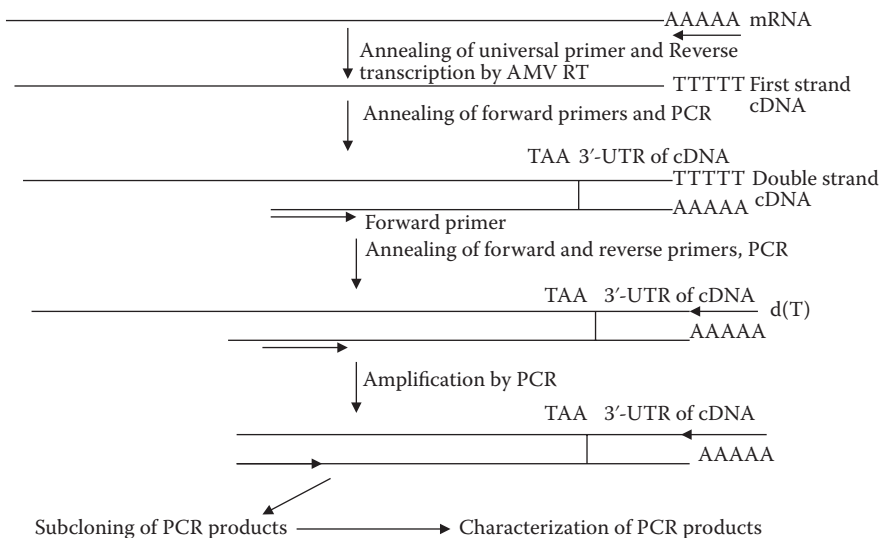 AAAAA mRNA
Annealing of universal primer and Reverse
transcription by AMV RT
TTTTT First strand
cDNA
Annealing of forward primers and PCR
TAA 3′-UTR of cDNA
TTTTT Double strand
cDNA
AAAAA
Forward primer
Annealing of forward and reverse primers, PCR
TAA 3′-UTR of cDNA
d(T)
AAAAA
Amplification by PCR
TAA 3′-UTR of cDNA
AAAAA
Subcloning of PCR products
Characterization of PCR products